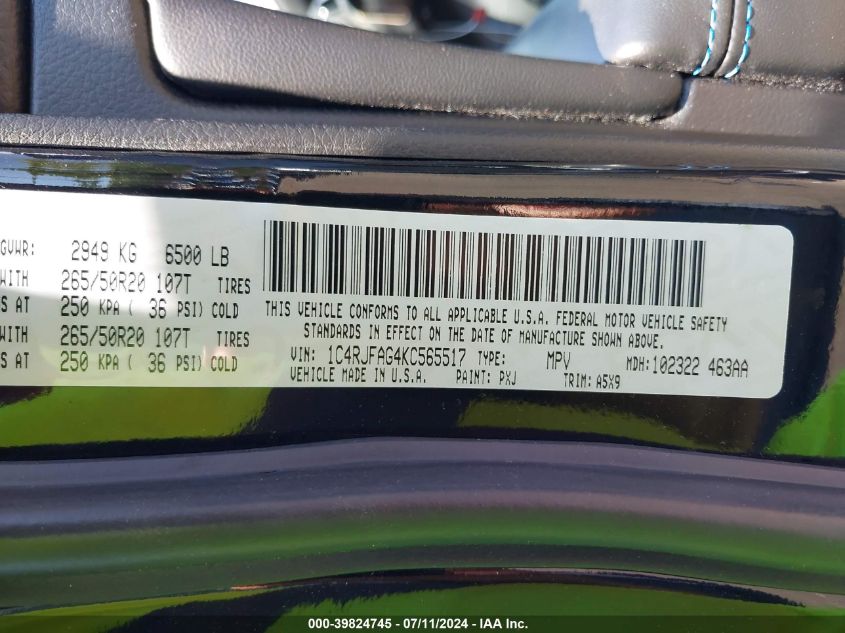 GVWR: 2949 KG 6500 LB
WITH 265/50R20 107T TIRES
S AT 250 KPA ( 36 PSI) COLD
WITH 265/50R20 107T TIRES
S AT 250 KPA ( 36 PSI) COLD
THIS VEHICLE CONFORMS TO ALL APPLICABLE U.S.A. FEDERAL MOTOR VEHICLE SAFETY
STANDARDS IN EFFECT ON THE DATE OF MANUFACTURE SHOWN ABOVE.
VIN: 1C4RJFAG4KC565517 TYPE: MPV MDH:102322 463AA
VEHICLE MADE IN U.S.A. PAINT: PXJ TRIM: A5X9
000-39824745 - 07/11/2024 - IAA Inc.